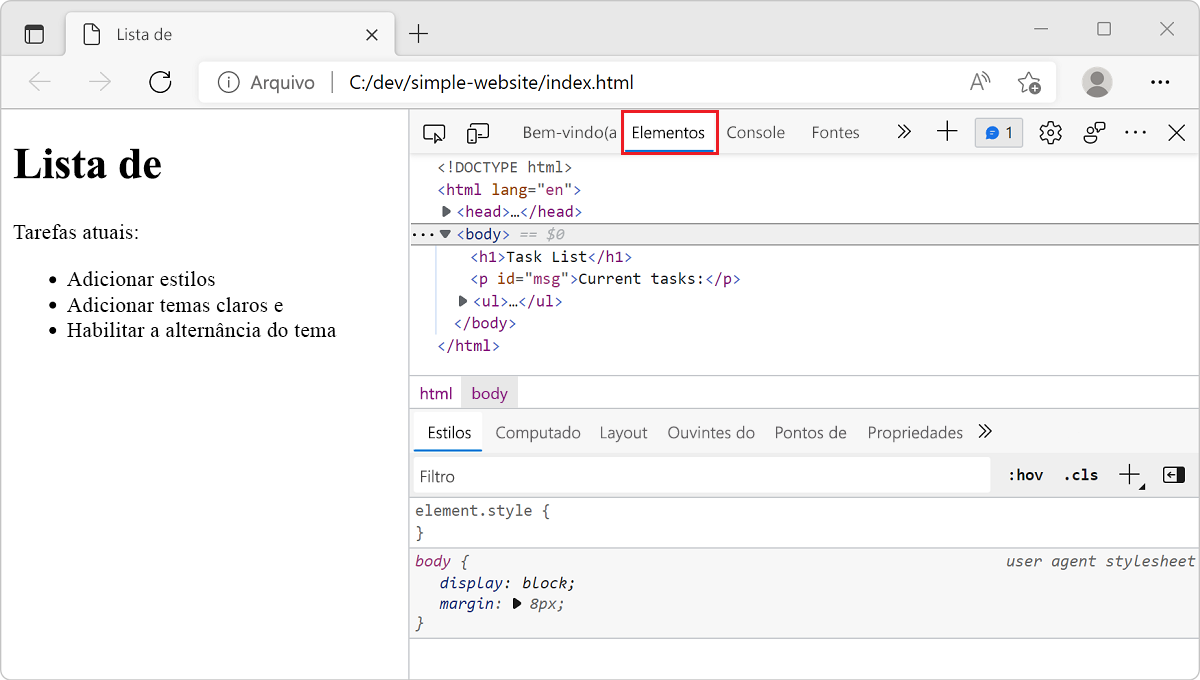 Lista de
Arquivo C:/dev/simple-website/index.html
Lista de
Tarefas atuais:
Adicionar estilos
Adicionar temas claros e
Habilitar a alternância do tema
Bem-vindo(a Elementos Console Fontes 1
<!DOCTYPE html>
<html lang="en">
<head>…</head>
<body> == $0
<h1>Task List</h1>
<p id="msg">Current tasks:</p>
<ul>…</ul>
</body>
</html>
html body
Estilos Computado Layout Ouvintes do Pontos de Propriedades
Filtro :hov .cls
element.style {
}
body { user agent stylesheet
display: block;
margin: 8px;
}